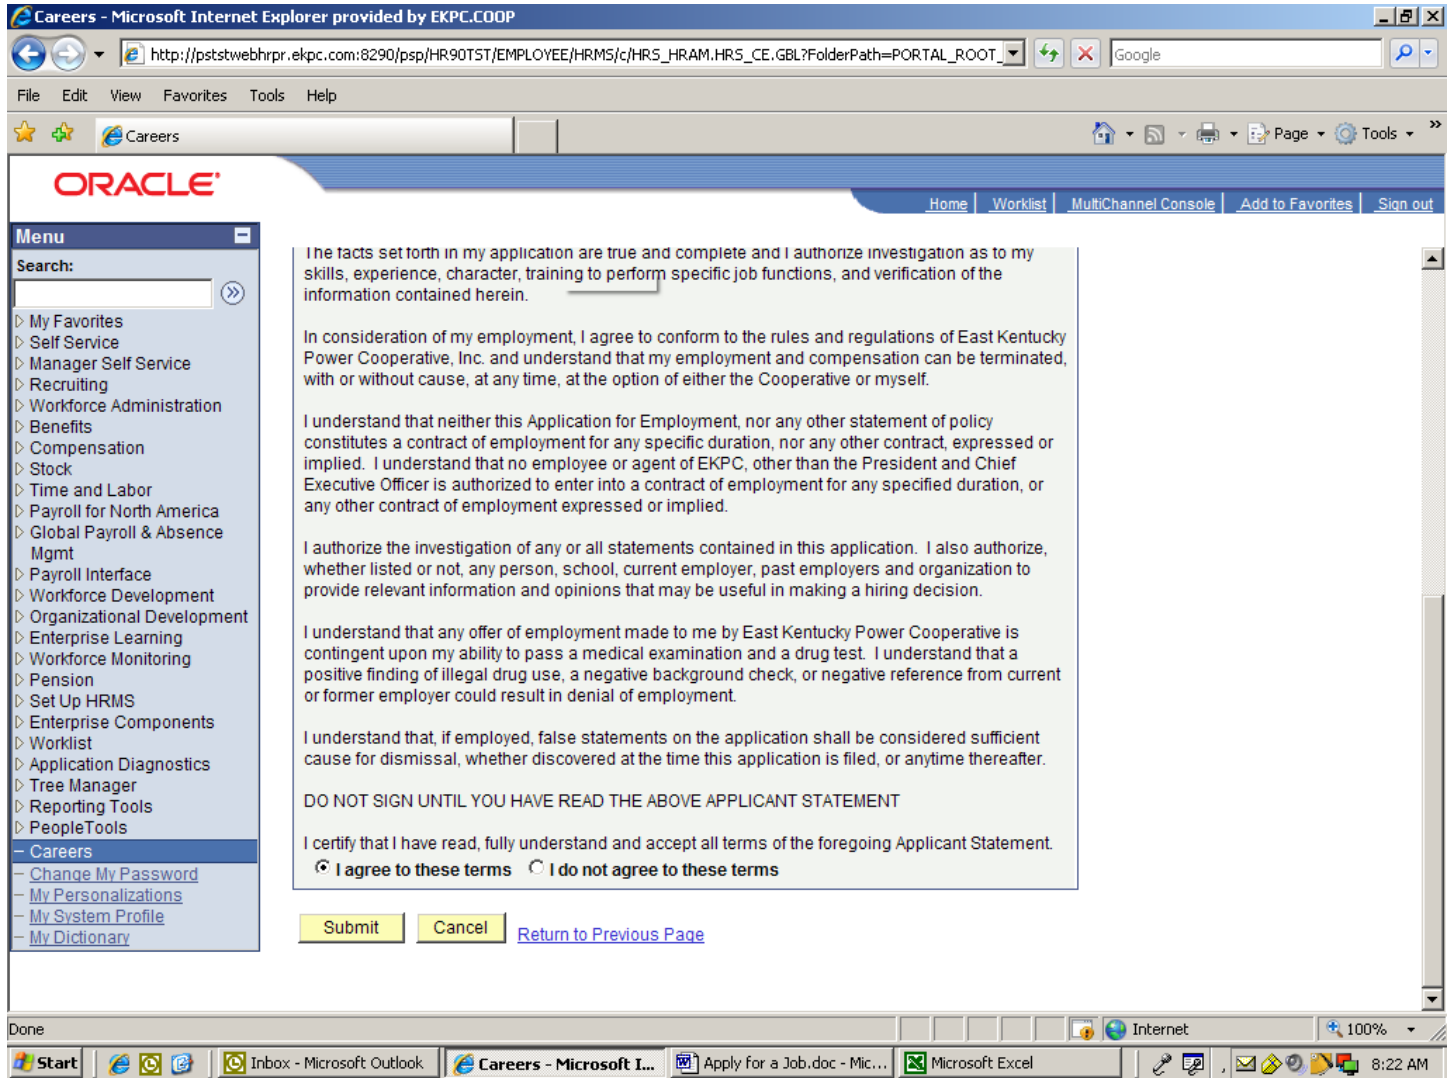 Careers - Microsoft Internet Explorer provided by EKPC.COOP
http://pststwebhrpr.ekpc.com:8290/psp/HR90TST/EMPLOYEE/HRMS/c/HRS_HRAM.HRS_CE.GBL?FolderPath=PORTAL_ROOT_
Google
File Edit View Favorites Tools Help
Careers
Page Tools »
ORACLE
Home Worklist MultiChannel Console Add to Favorites Sign out
Menu
Search:
My Favorites
Self Service
Manager Self Service
Recruiting
Workforce Administration
Benefits
Compensation
Stock
Time and Labor
Payroll for North America
Global Payroll & Absence
Mgmt
Payroll Interface
Workforce Development
Organizational Development
Enterprise Learning
Workforce Monitoring
Pension
Set Up HRMS
Enterprise Components
Worklist
Application Diagnostics
Tree Manager
Reporting Tools
PeopleTools
Careers
Change My Password
My Personalizations
My System Profile
My Dictionary
The facts set forth in my application are true and complete and I authorize investigation as to my
skills, experience, character, training to perform specific job functions, and verification of the
information contained herein.
In consideration of my employment, I agree to conform to the rules and regulations of East Kentucky
Power Cooperative, Inc. and understand that my employment and compensation can be terminated,
with or without cause, at any time, at the option of either the Cooperative or myself.
I understand that neither this Application for Employment, nor any other statement of policy
constitutes a contract of employment for any specific duration, nor any other contract, expressed or
implied. I understand that no employee or agent of EKPC, other than the President and Chief
Executive Officer is authorized to enter into a contract of employment for any specified duration, or
any other contract of employment expressed or implied.
I authorize the investigation of any or all statements contained in this application. I also authorize,
whether listed or not, any person, school, current employer, past employers and organization to
provide relevant information and opinions that may be useful in making a hiring decision.
I understand that any offer of employment made to me by East Kentucky Power Cooperative is
contingent upon my ability to pass a medical examination and a drug test. I understand that a
positive finding of illegal drug use, a negative background check, or negative reference from current
or former employer could result in denial of employment.
I understand that, if employed, false statements on the application shall be considered sufficient
cause for dismissal, whether discovered at the time this application is filed, or anytime thereafter.
DO NOT SIGN UNTIL YOU HAVE READ THE ABOVE APPLICANT STATEMENT
I certify that I have read, fully understand and accept all terms of the foregoing Applicant Statement.
I agree to these terms I do not agree to these terms
Submit Cancel Return to Previous Page
Done Internet 100%
Start Inbox - Microsoft Outlook Careers - Microsoft I... Apply for a Job.doc - Mic... Microsoft Excel 8:22 AM